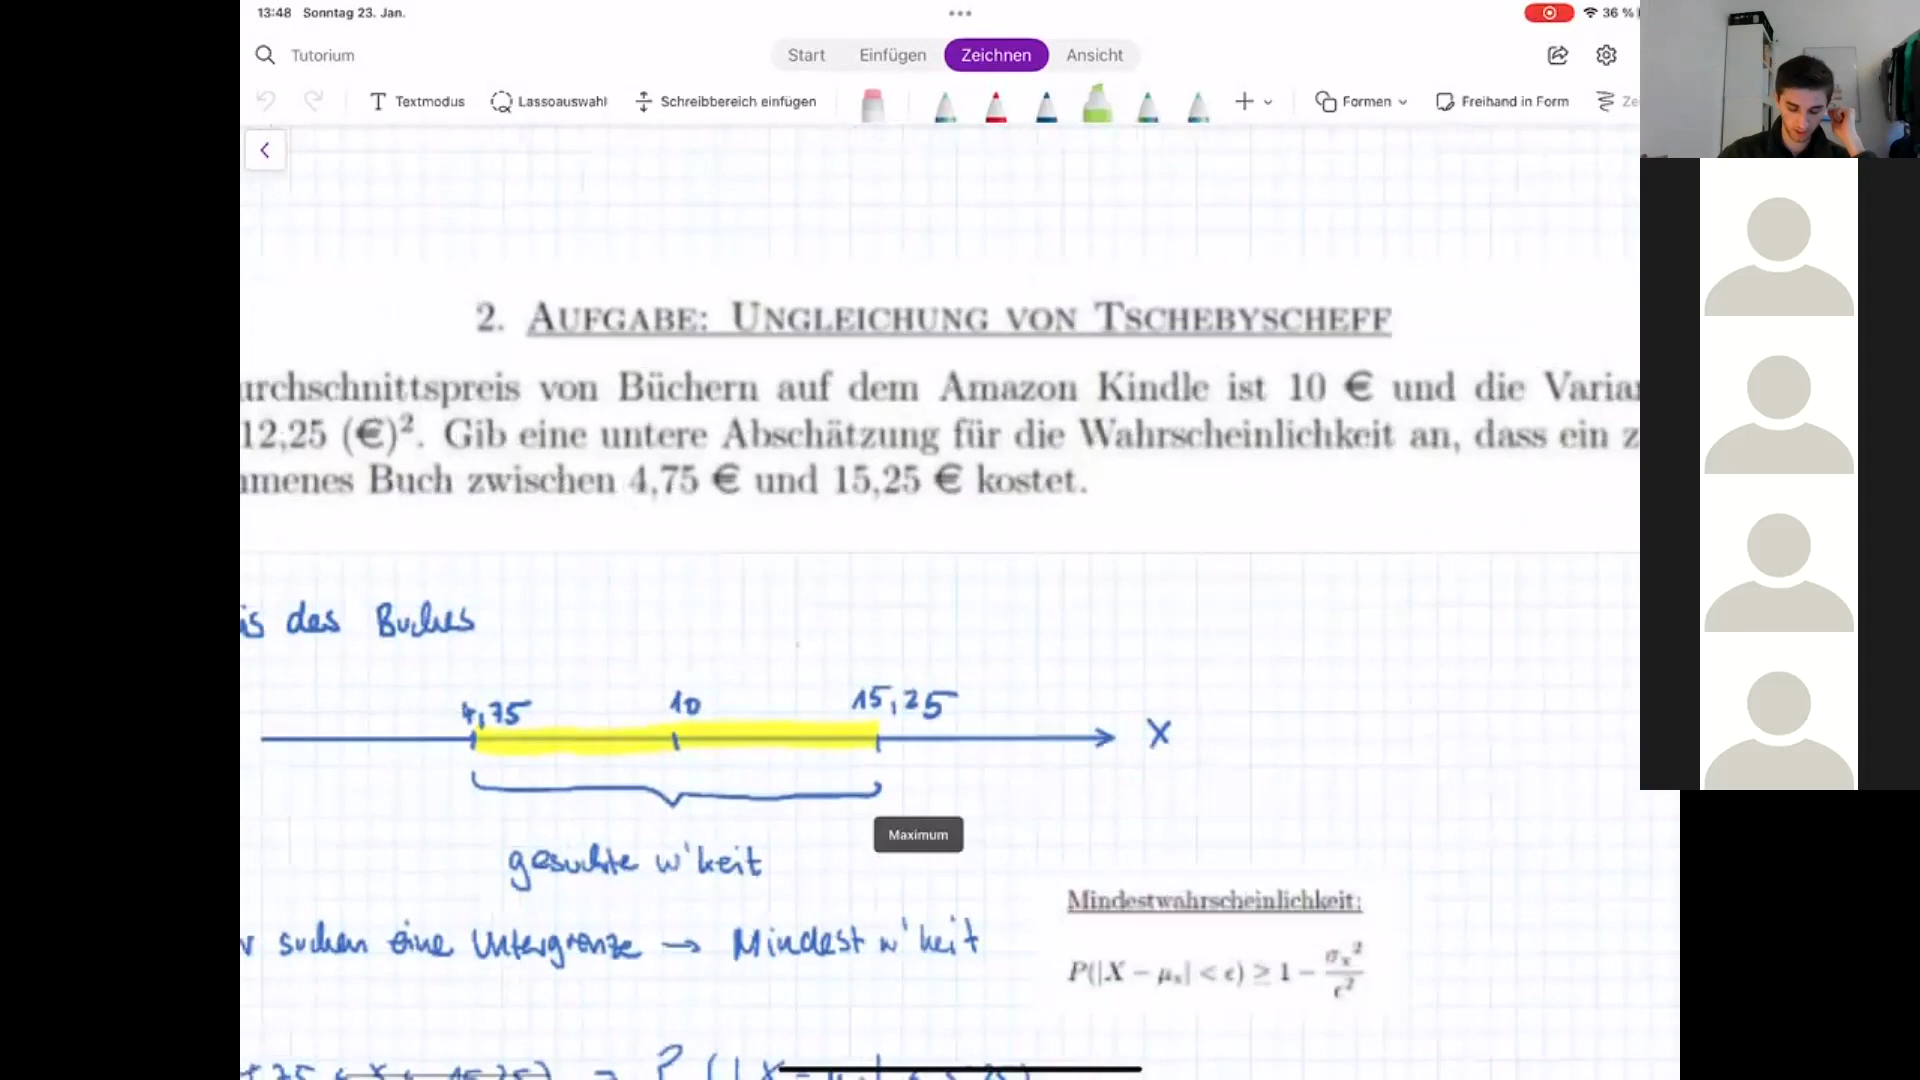 13:48 Sonntag 23. Jan.
36 %
Tutorium
Start Einfügen Zeichnen Ansicht
Textmodus Lassoauswahl Schreibbereich einfügen Formen Freihand in Form
2. AUFGABE: UNGLEICHUNG VON TSCHEBYSCHEFF
urchschnittspreis von Büchern auf dem Amazon Kindle ist 10 € und die Varian
12,25 (€)². Gib eine untere Abschätzung für die Wahrscheinlichkeit an, dass ein z
mmenes Buch zwischen 4,75 € und 15,25 € kostet.
is des Buches
4,75 10 15,25
X
Maximum
gesuchte w'keit
Mindestwahrscheinlichkeit:
r suchen eine Untergrenze → Mindest w'keit
P(|X − μₓ| < ϵ) ≥ 1 − σₓ²/ϵ²